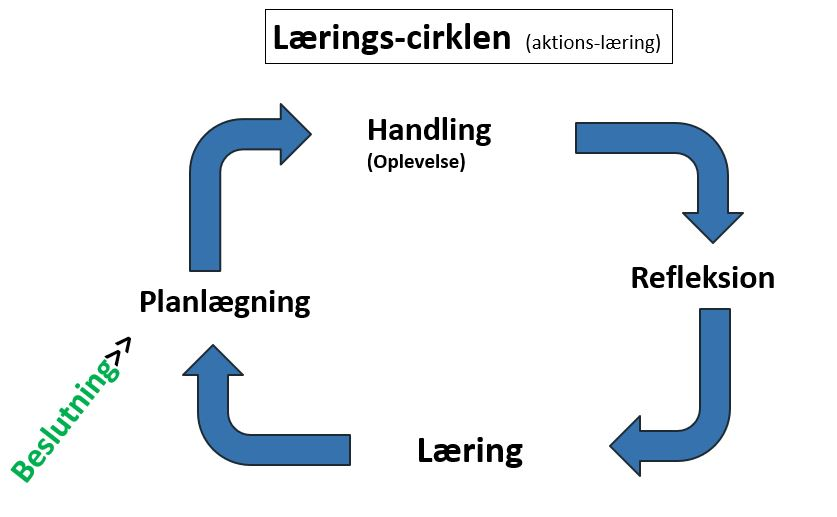 Lærings-cirklen (aktions-læring)
Handling
(Oplevelse)
Refleksion
Læring
Planlægning
Beslutning>>